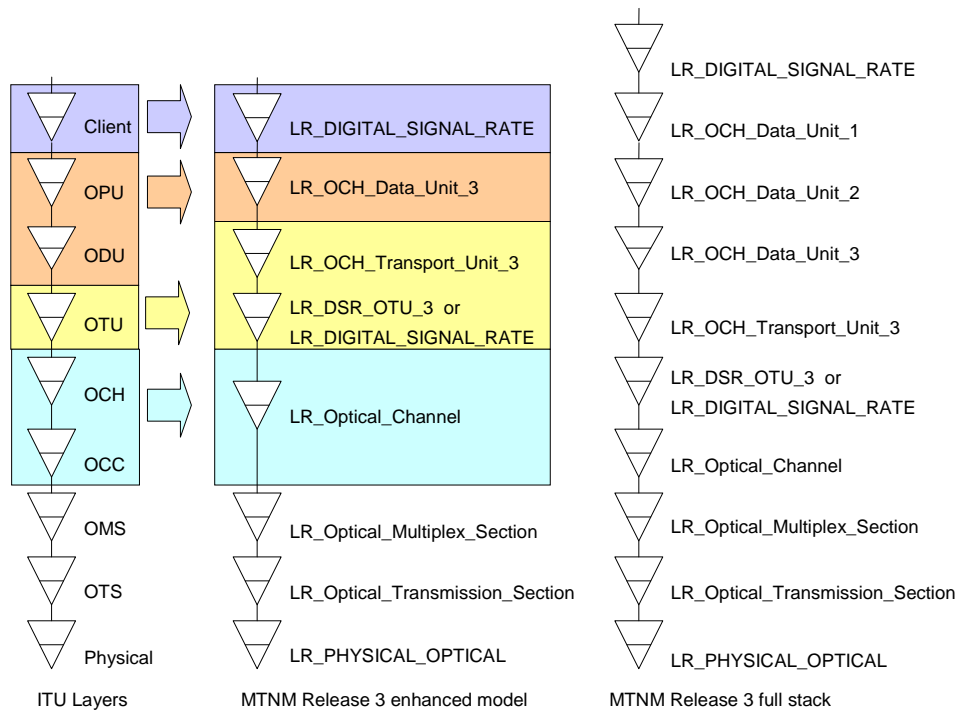 Client
OPU
ODU
OTU
OCH
OCC
OMS
OTS
Physical
ITU Layers
LR_DIGITAL_SIGNAL_RATE
LR_OCH_Data_Unit_3
LR_OCH_Transport_Unit_3
LR_DSR_OTU_3 or
LR_DIGITAL_SIGNAL_RATE
LR_Optical_Channel
LR_Optical_Multiplex_Section
LR_Optical_Transmission_Section
LR_PHYSICAL_OPTICAL
MTNM Release 3 enhanced model
LR_DIGITAL_SIGNAL_RATE
LR_OCH_Data_Unit_1
LR_OCH_Data_Unit_2
LR_OCH_Data_Unit_3
LR_OCH_Transport_Unit_3
LR_DSR_OTU_3 or
LR_DIGITAL_SIGNAL_RATE
LR_Optical_Channel
LR_Optical_Multiplex_Section
LR_Optical_Transmission_Section
LR_PHYSICAL_OPTICAL
MTNM Release 3 full stack